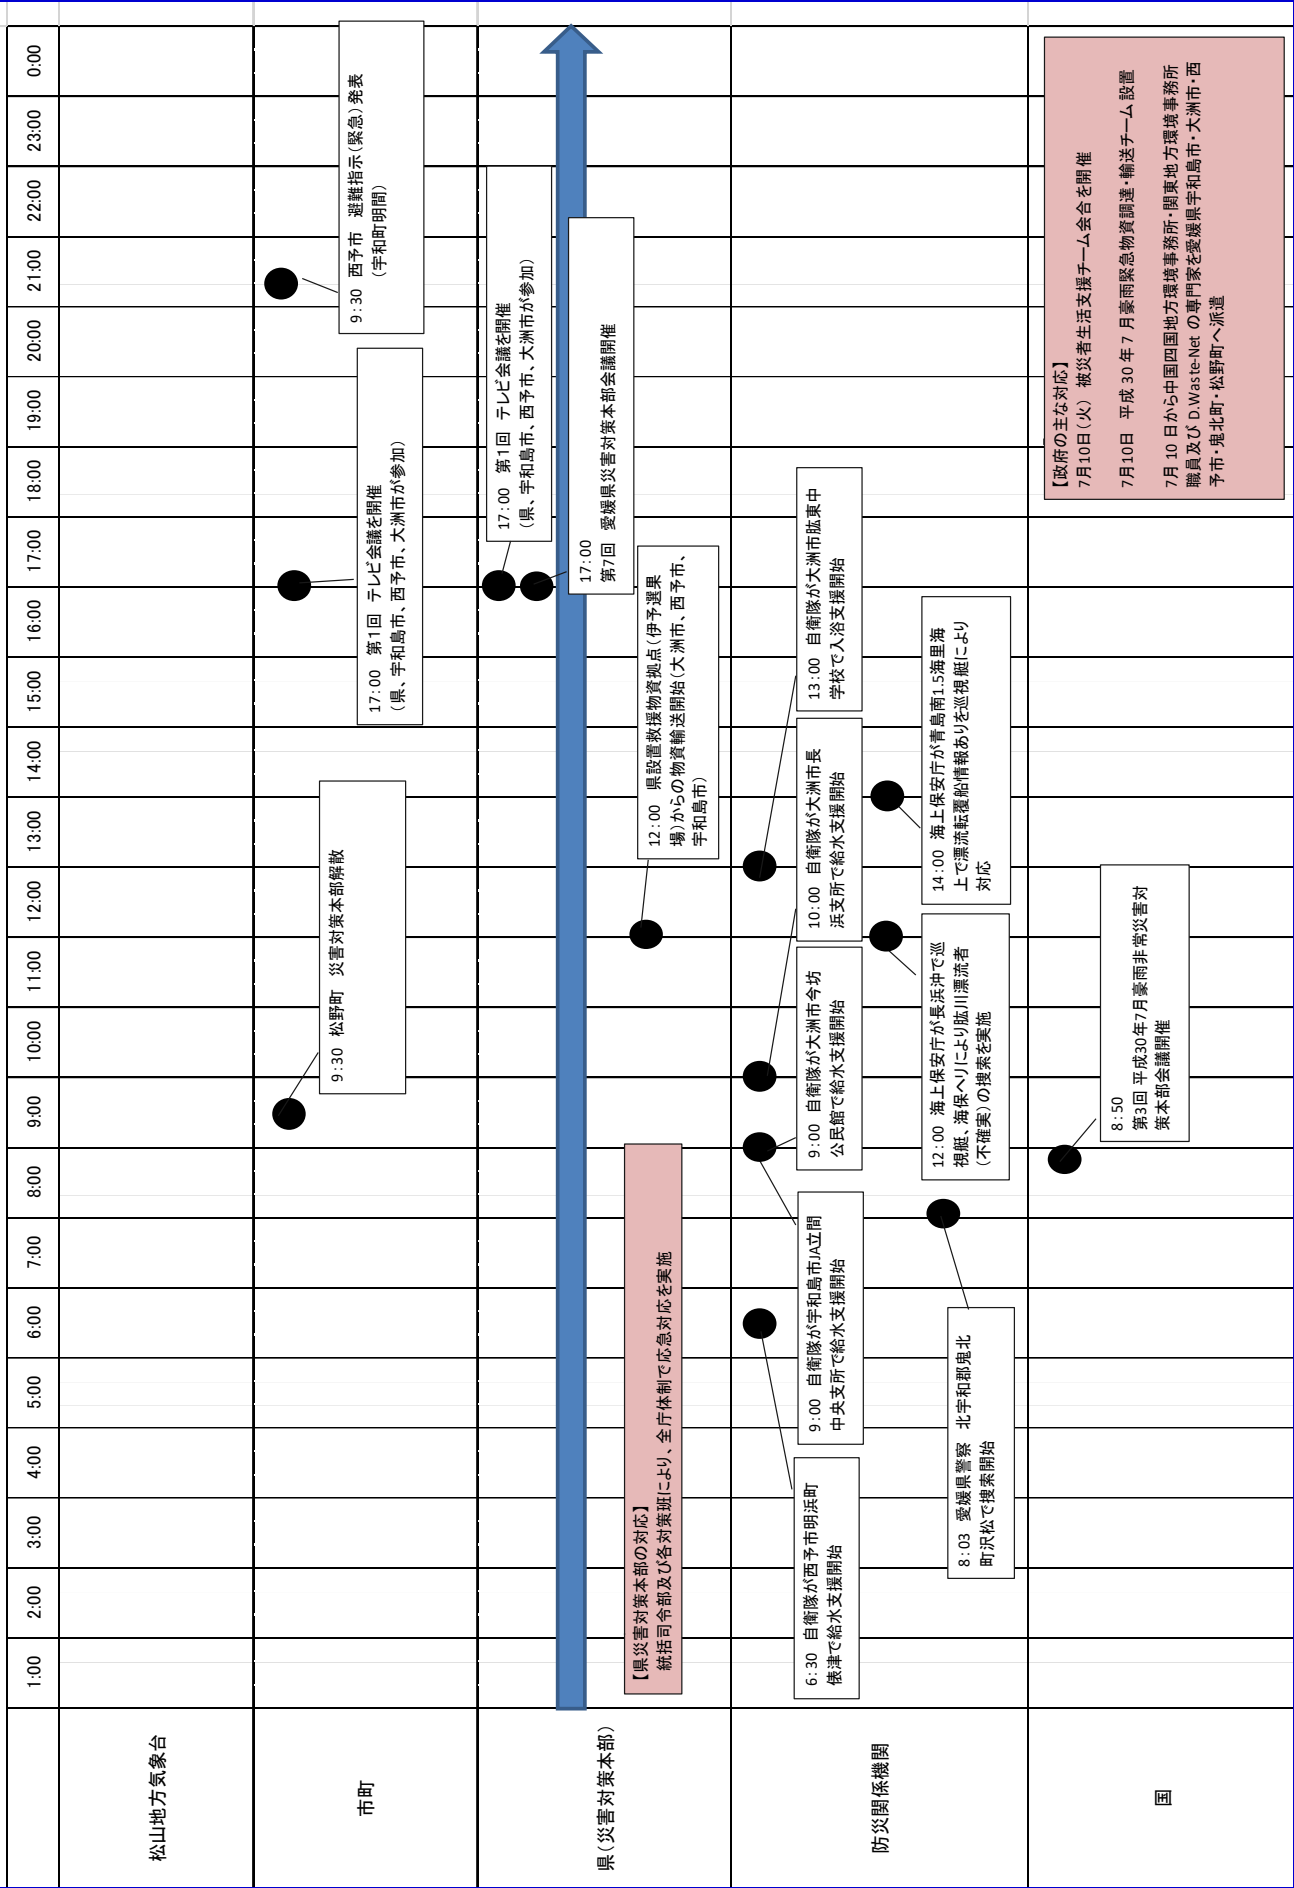 1:00
2:00
3:00
4:00
5:00
6:00
7:00
8:00
9:00
10:00
11:00
12:00
13:00
14:00
15:00
16:00
17:00
18:00
19:00
20:00
21:00
22:00
23:00
0:00
松山地方気象台
市町
9:30 松野町 災害対策本部解散
17:00 第1回 テレビ会議を開催
(県、宇和島市、西予市、大洲市が参加)
9:30 西予市 避難指示(緊急)発表
(宇和町明間)
県(災害対策本部)
【県災害対策本部の対応】
統括司令部及び各対策班により、全庁体制で応急対応を実施
12:00 県設置救援物資拠点(伊予選果
場)からの物資輸送開始(大洲市、西予市、
宇和島市)
17:00 第1回 テレビ会議を開催
(県、宇和島市、西予市、大洲市が参加)
17:00
第7回 愛媛県災害対策本部会議開催
防災関係機関
6:30 自衛隊が西予市明浜町
俵津で給水支援開始
9:00 自衛隊が宇和島市JA立間
中央支所で給水支援開始
9:00 自衛隊が大洲市今坊
公民館で給水支援開始
10:00 自衛隊が大洲市長
浜支所で給水支援開始
13:00 自衛隊が大洲市肱東中
学校で入浴支援開始
8:03 愛媛県警察 北宇和郡鬼北
町沢松で捜索開始
12:00 海上保安庁が長浜沖で巡
視艇、海保ヘリにより肱川漂流者
(不確実)の捜索を実施
14:00 海上保安庁が青島南1.5海里海
上で漂流転覆船情報ありを巡視艇により
対応
国
8:50
第3回 平成30年7月豪雨非常災害対
策本部会議開催
【政府の主な対応】
7月10日(火) 被災者生活支援チーム会合を開催
7月10日 平成 30 年 7 月豪雨緊急物資調達・輸送チーム設置
7月 10 日から中国四国地方環境事務所・関東地方環境事務所
職員及び D.Waste-Net の専門家を愛媛県宇和島市・大洲市・西
予市・鬼北町・松野町へ派遣